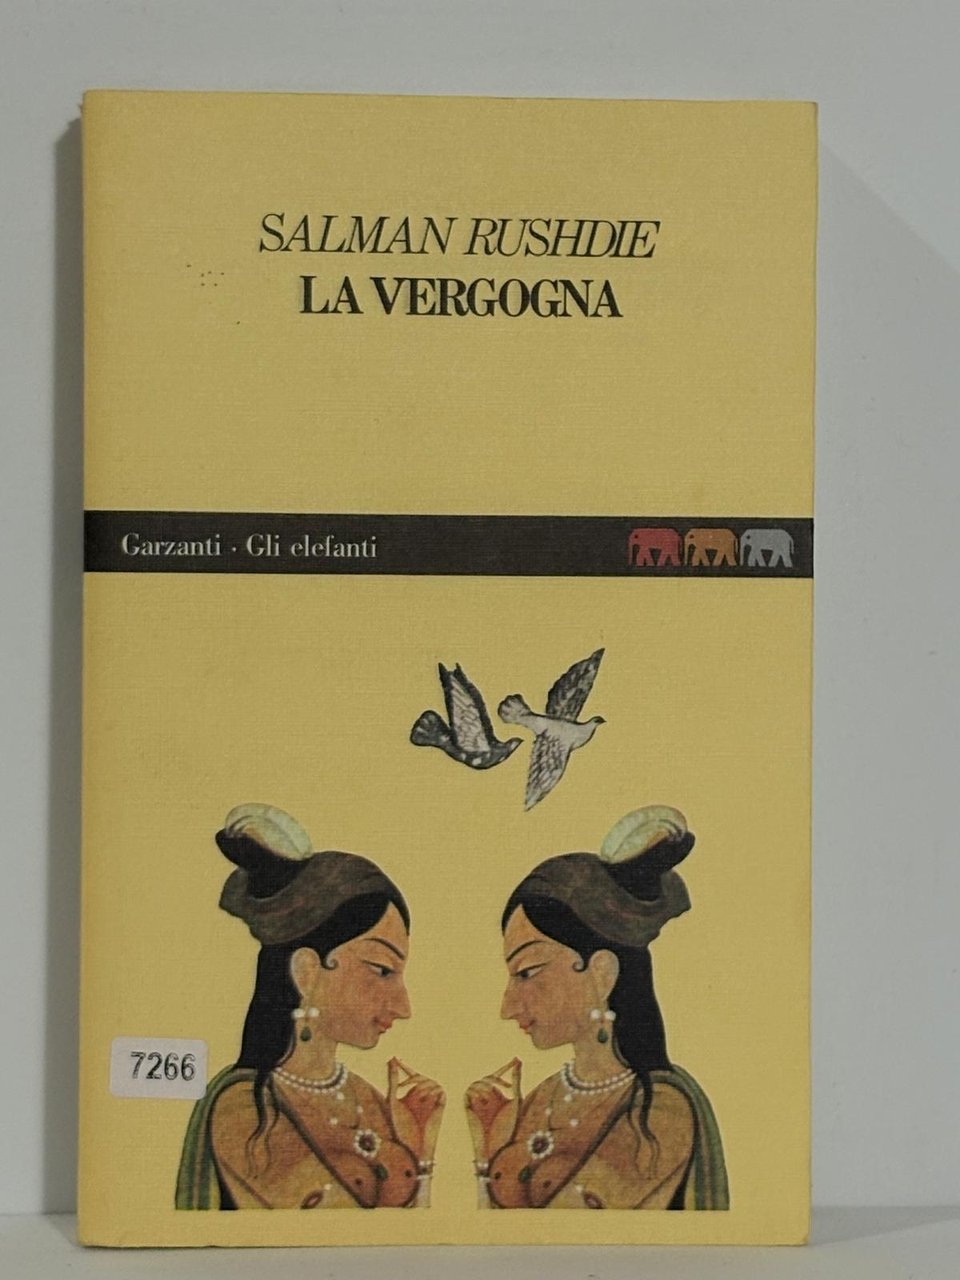 SALMAN RUSHDIE
LA VERGOGNA
Garzanti · Gli elefanti
7266